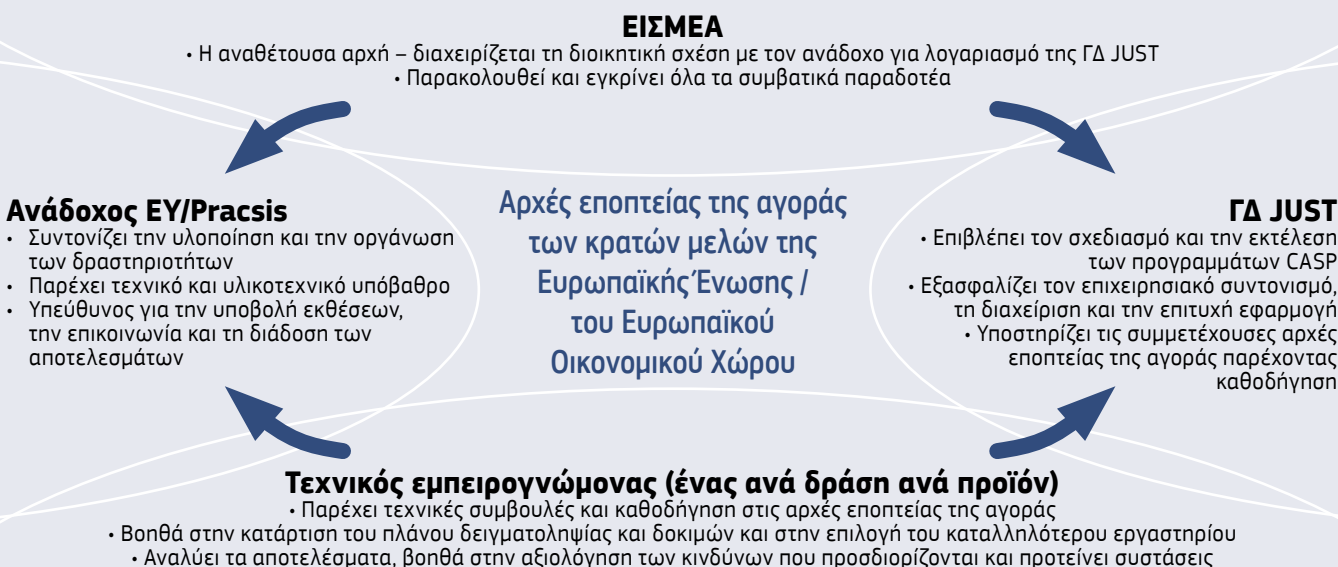 ΕΙΣΜΕΑ
• Η αναθέτουσα αρχή – διαχειρίζεται τη διοικητική σχέση με τον ανάδοχο για λογαριασμό της ΓΔ JUST
• Παρακολουθεί και εγκρίνει όλα τα συμβατικά παραδοτέα
Ανάδοχος EY/Pracsis
• Συντονίζει την υλοποίηση και την οργάνωση
των δραστηριοτήτων
• Παρέχει τεχνικό και υλικοτεχνικό υπόβαθρο
• Υπεύθυνος για την υποβολή εκθέσεων,
την επικοινωνία και τη διάδοση των
αποτελεσμάτων
Αρχές εποπτείας της αγοράς
των κρατών μελών της
Ευρωπαϊκής Ένωσης /
του Ευρωπαϊκού
Οικονομικού Χώρου
ΓΔ JUST
• Επιβλέπει τον σχεδιασμό και την εκτέλεση
των προγραμμάτων CASP
• Εξασφαλίζει τον επιχειρησιακό συντονισμό,
τη διαχείριση και την επιτυχή εφαρμογή
• Υποστηρίζει τις συμμετέχουσες αρχές
εποπτείας της αγοράς παρέχοντας
καθοδήγηση
Τεχνικός εμπειρογνώμονας (ένας ανά δράση ανά προϊόν)
• Παρέχει τεχνικές συμβουλές και καθοδήγηση στις αρχές εποπτείας της αγοράς
• Βοηθά στην κατάρτιση του πλάνου δειγματοληψίας και δοκιμών και στην επιλογή του καταλληλότερου εργαστηρίου
• Αναλύει τα αποτελέσματα, βοηθά στην αξιολόγηση των κινδύνων που προσδιορίζονται και προτείνει συστάσεις